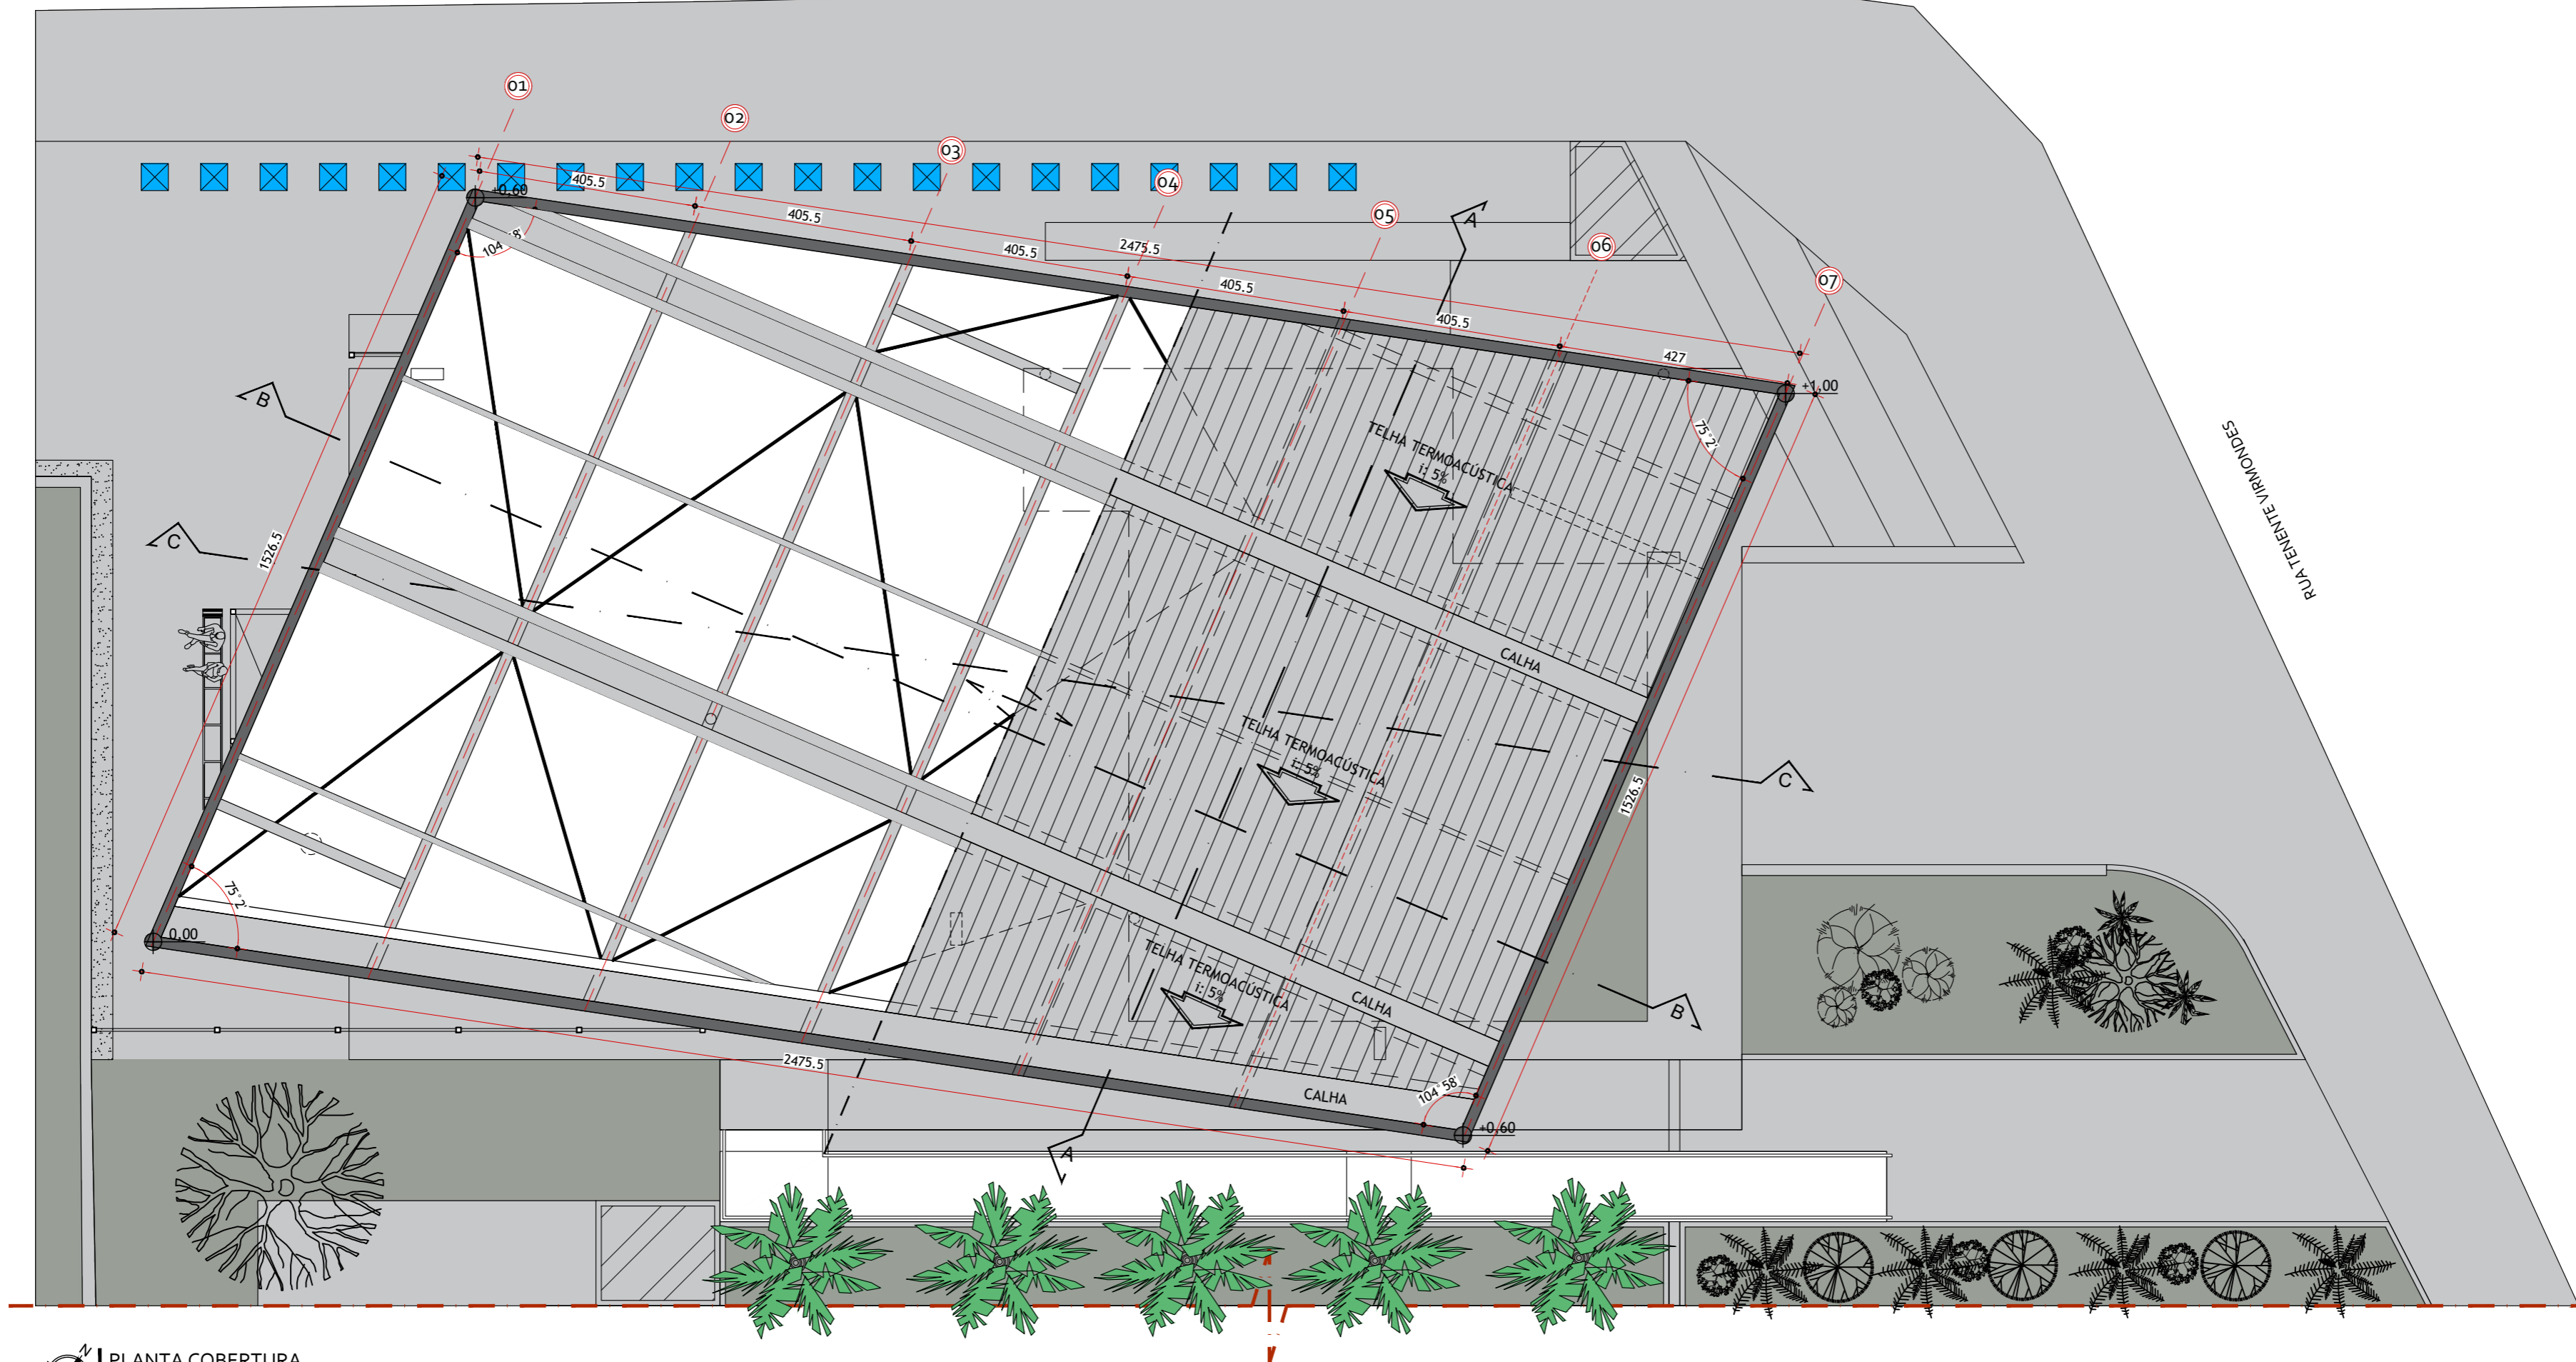 01
02
03
04
05
06
07
405.5
405.5
405.5
405.5
405.5
427
2475.5
+0,60
+1,00
A
B
C
75°2'
1526.5
TELHA TERMOACÚSTICA
i: 5%
CALHA
RUA TENENTE VIRMONDES
TELHA TERMOACÚSTICA
i: 5%
1526.5
C
75°2'
0,00
TELHA TERMOACÚSTICA
i: 5%
CALHA
B
2475.5
CALHA
104°58'
+0,60
A
N
PLANTA COBERTURA